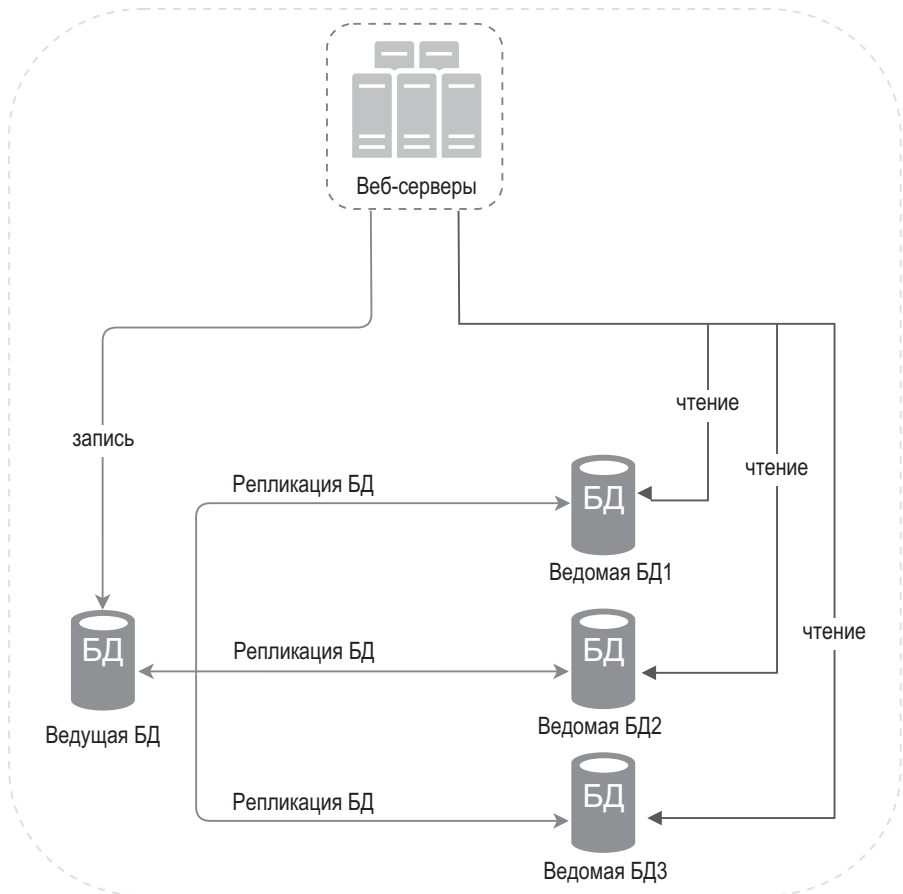 Веб-серверы
чтение
запись
чтение
Репликация БД
БД
Ведомая БД1
БД
Ведущая БД
Репликация БД
БД
Ведомая БД2
чтение
Репликация БД
БД
Ведомая БД3